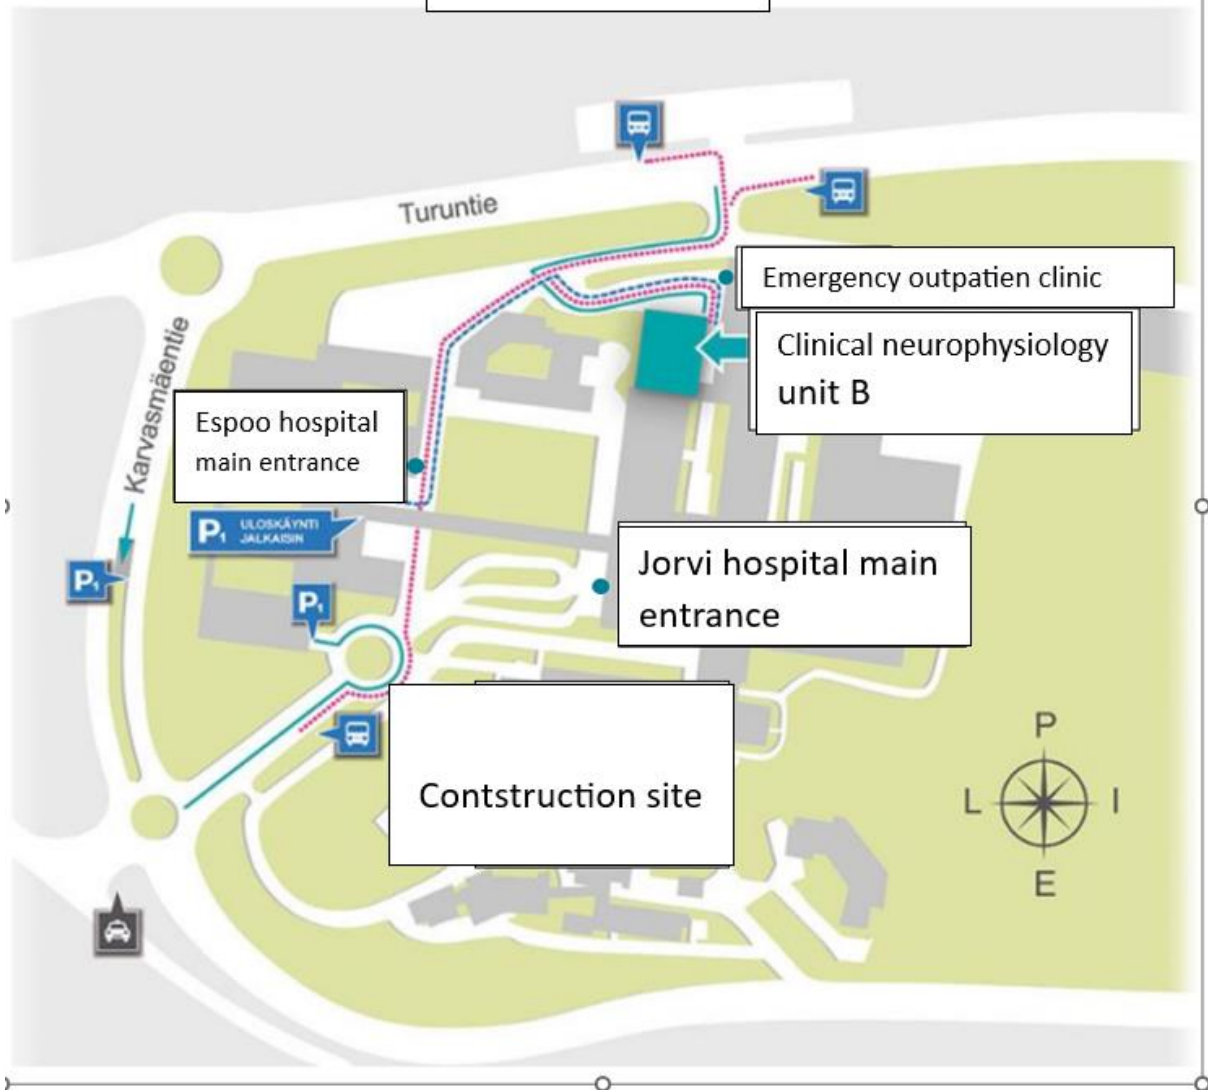 Turuntie
Emergency outpatien clinic
Clinical neurophysiology
unit B
Karvasmäentie
Espoo hospital
main entrance
P1 ULOSKÄYNTI
JALKAISIN
Jorvi hospital main
entrance
P1
P1
Contstruction site
P
L I
E